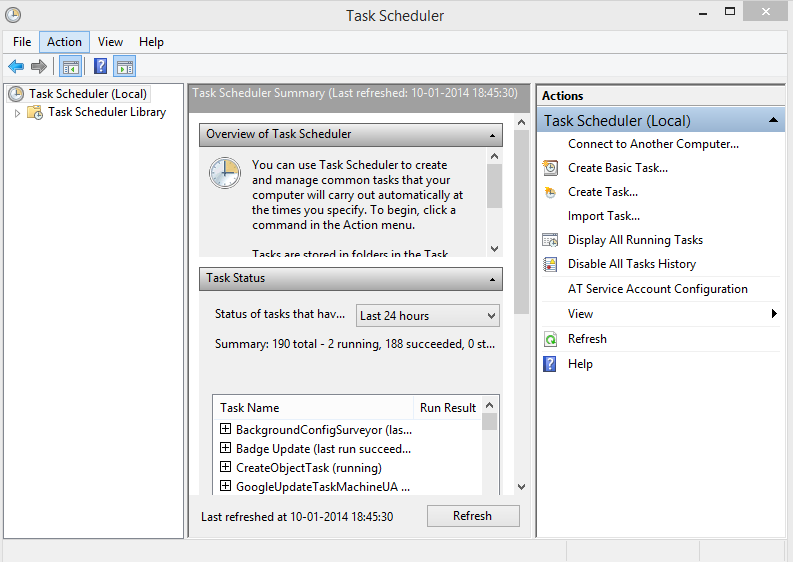 Task Scheduler
File Action View Help
Task Scheduler (Local)
Task Scheduler Library
Task Scheduler Summary (Last refreshed: 10-01-2014 18:45:30)
Overview of Task Scheduler
You can use Task Scheduler to create
and manage common tasks that your
computer will carry out automatically at
the times you specify. To begin, click a
command in the Action menu.
Tasks are stored in folders in the Task
Task Status
Status of tasks that hav... Last 24 hours
Summary: 190 total - 2 running, 188 succeeded, 0 st...
Task Name Run Result
BackgroundConfigSurveyor (las...
Badge Update (last run succeed...
CreateObjectTask (running)
GoogleUpdateTaskMachineUA ...
Last refreshed at 10-01-2014 18:45:30 Refresh
Actions
Task Scheduler (Local)
Connect to Another Computer...
Create Basic Task...
Create Task...
Import Task...
Display All Running Tasks
Disable All Tasks History
AT Service Account Configuration
View
Refresh
Help